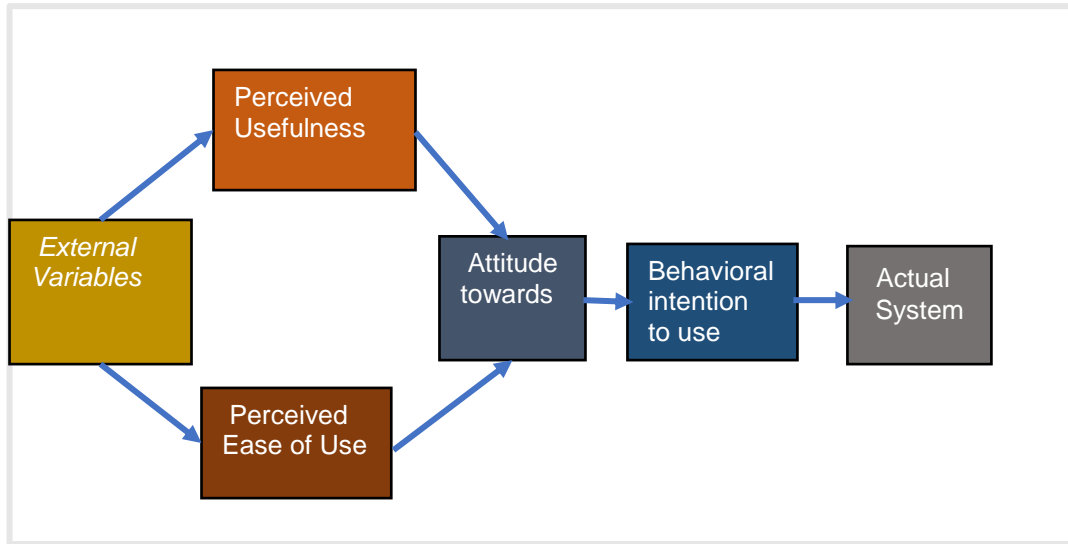 Perceived
Usefulness
External
Variables
Attitude
towards
Behavioral
intention
to use
Actual
System
Perceived
Ease of Use